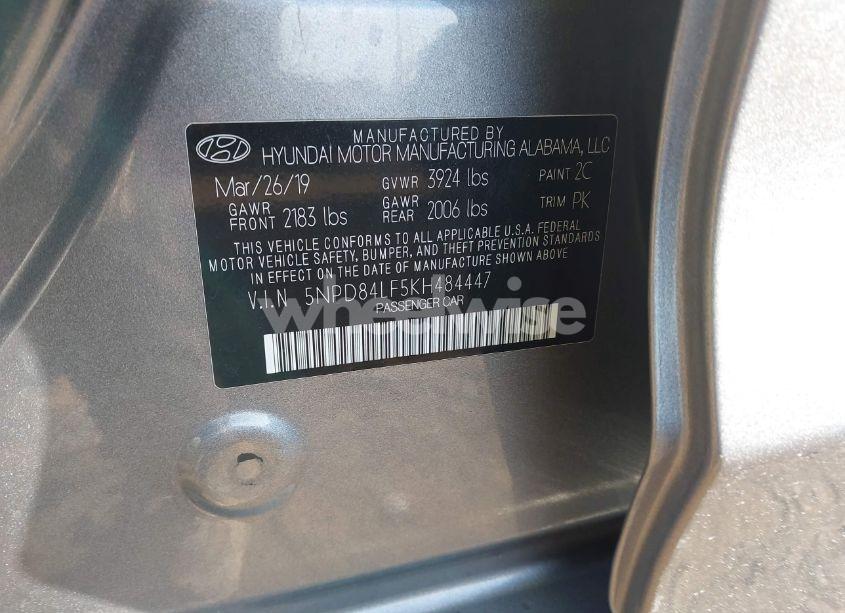 MANUFACTURED BY
HYUNDAI MOTOR MANUFACTURING ALABAMA, LLC
Mar/26/19 GVWR 3924 lbs PAINT 2C
GAWR FRONT 2183 lbs GAWR REAR 2006 lbs TRIM PK
THIS VEHICLE CONFORMS TO ALL APPLICABLE U.S.A. FEDERAL
MOTOR VEHICLE SAFETY, BUMPER, AND THEFT PREVENTION STANDARDS
IN EFFECT ON THE DATE OF MANUFACTURE SHOWN ABOVE
V.I.N 5NPD84LF5KH484447
PASSENGER CAR
wheelwise